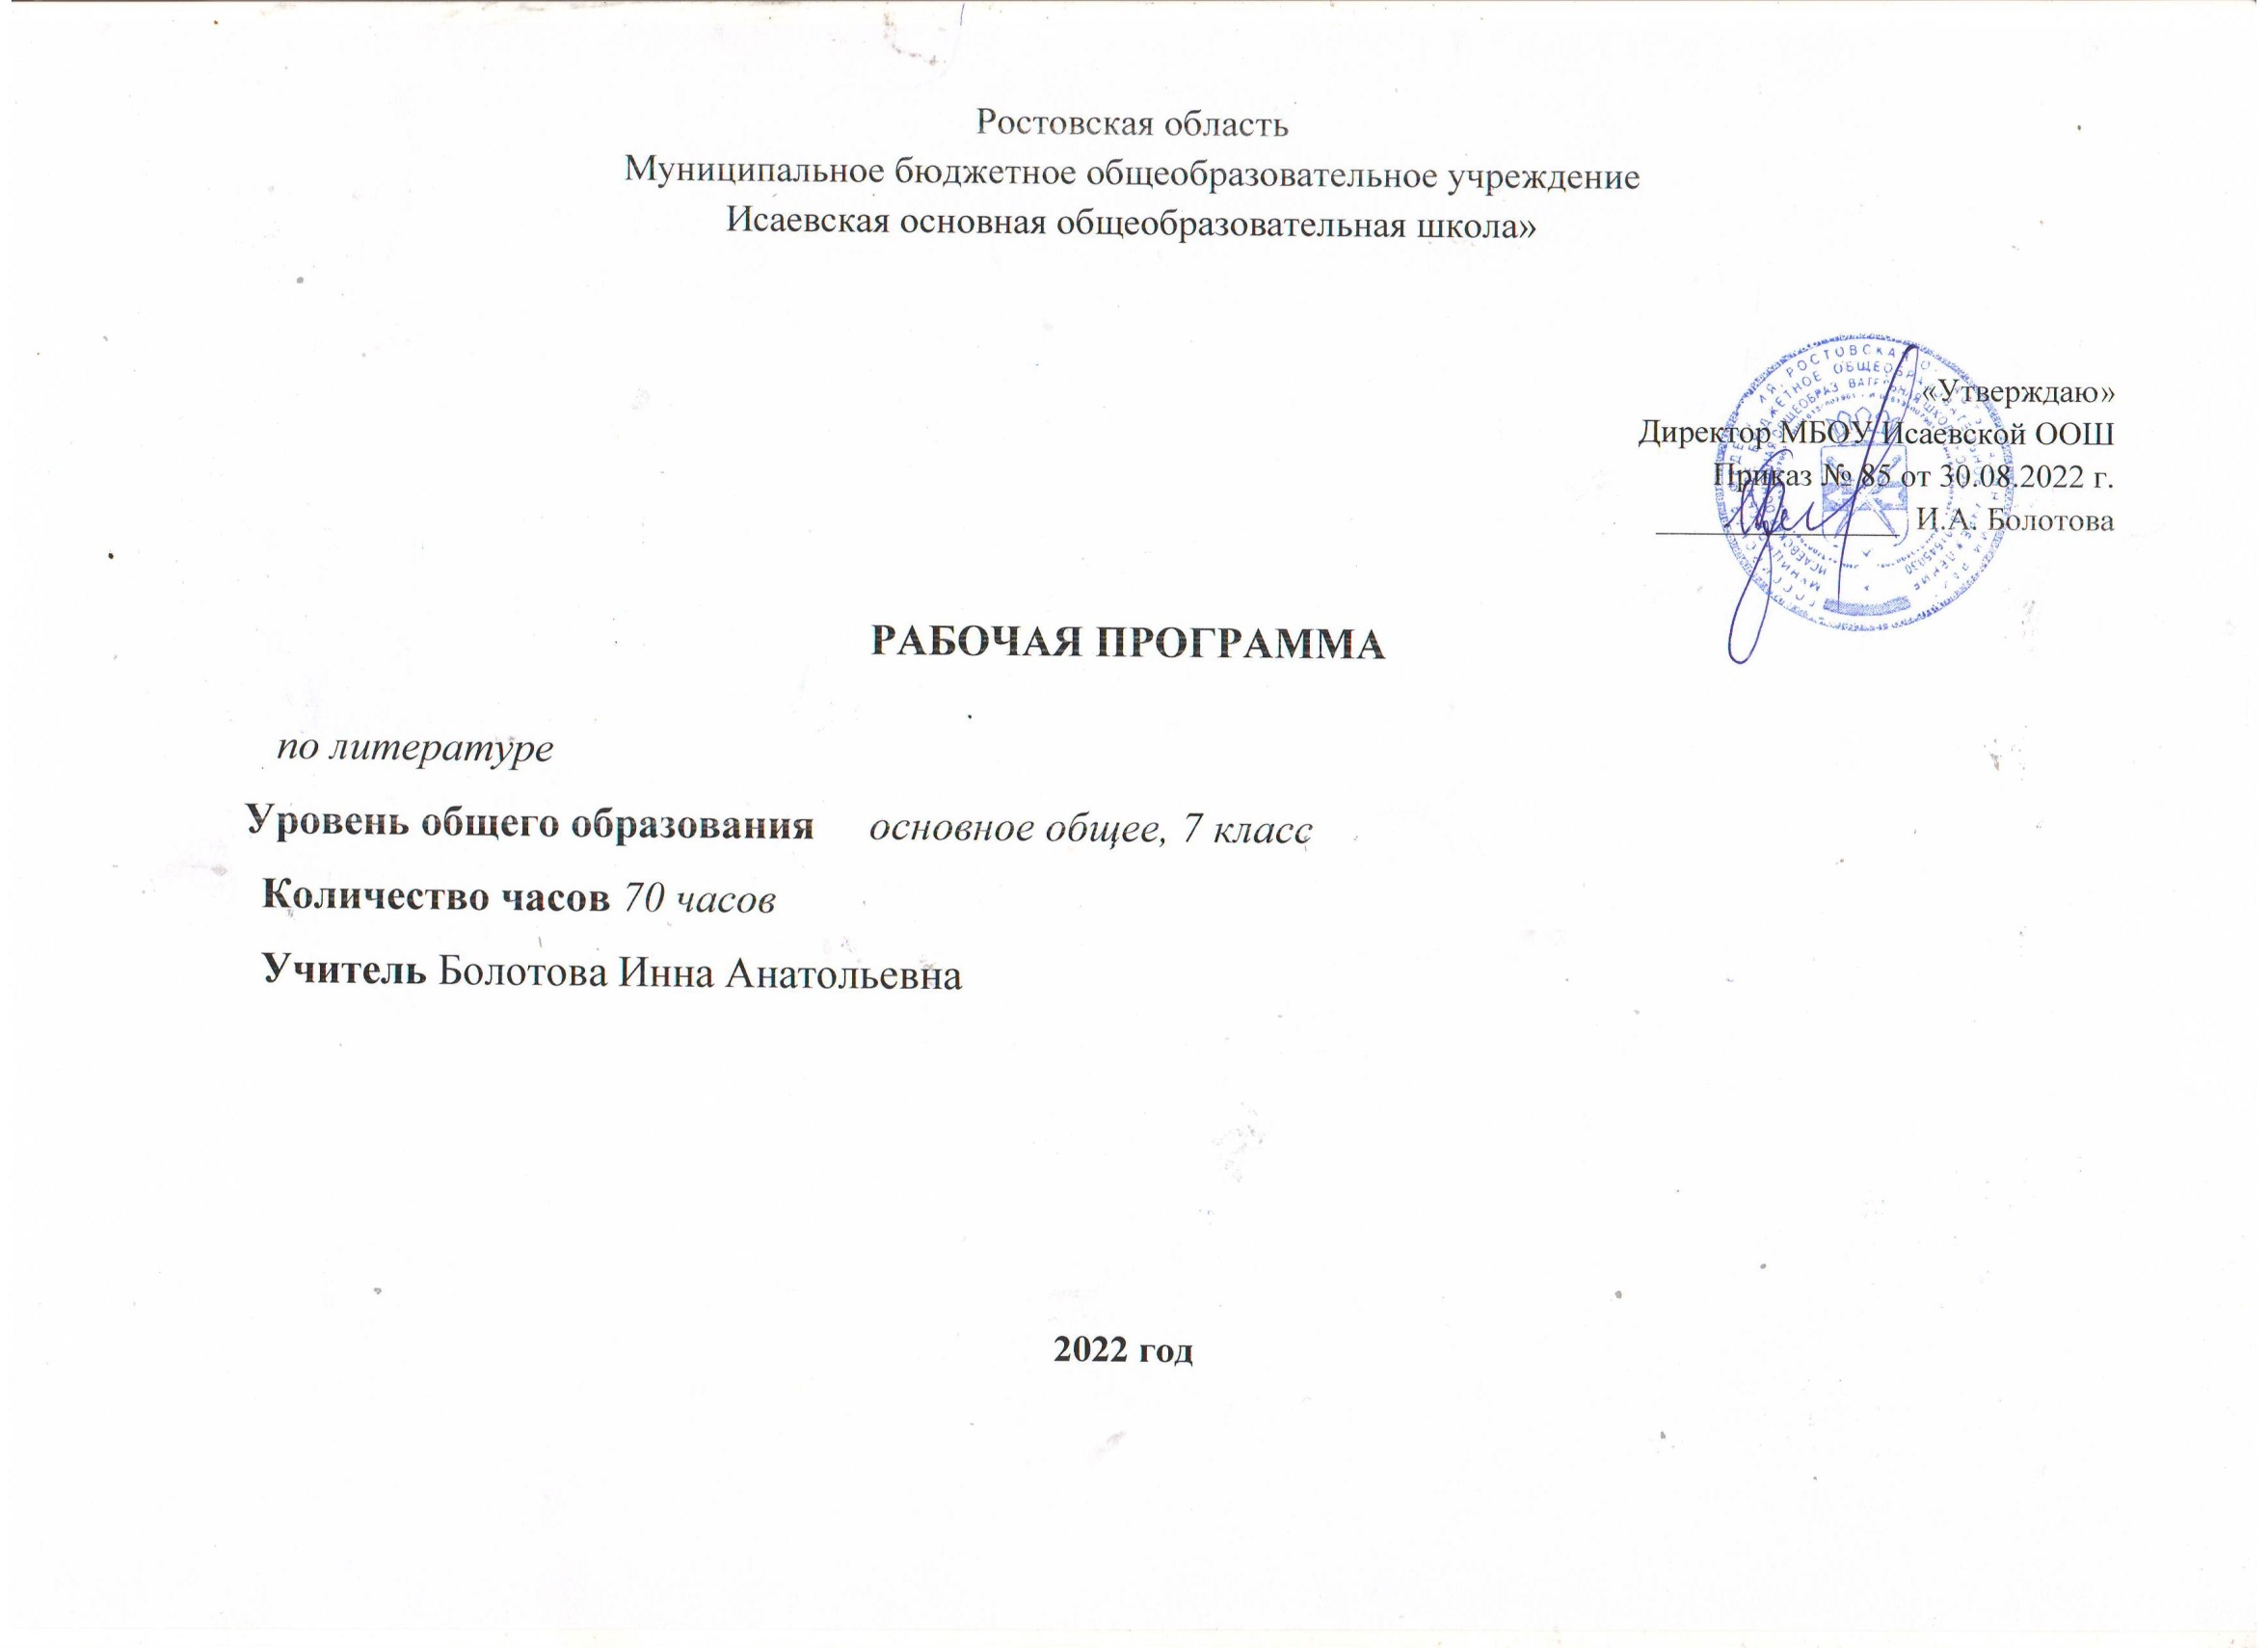 Ростовская область
Муниципальное бюджетное общеобразовательное учреждение
Исаевская основная общеобразовательная школа»
«Утверждаю»
Директор МБОУ Исаевской ООШ
Приказ № 85 от 30.08.2022 г.
И.А. Болотова
РАБОЧАЯ ПРОГРАММА
по литературе
Уровень общего образования основное общее, 7 класс
Количество часов 70 часов
Учитель Болотова Инна Анатольевна
2022 год